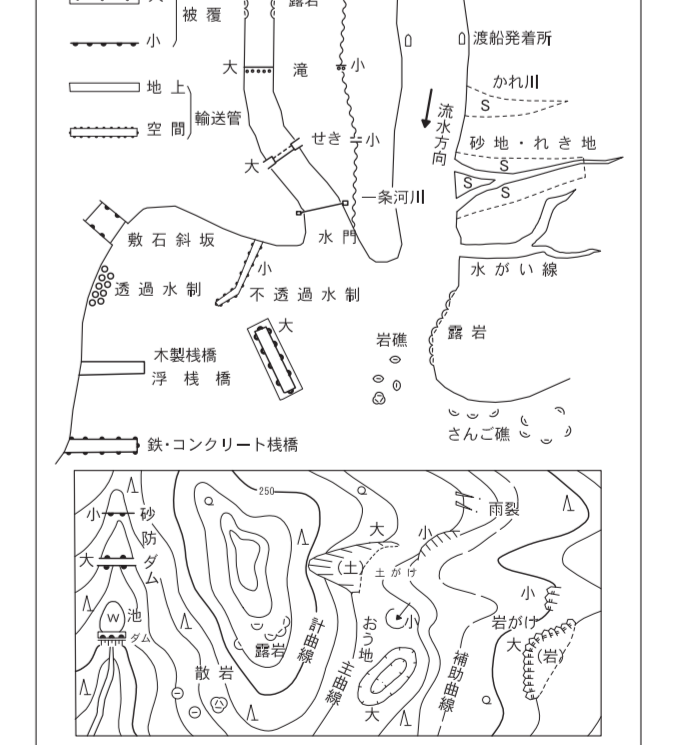 大
被覆
小
地上
空間
輸送管
大
滝
小
せき
小
大
一条河川
水門
渡船発着所
かれ川
S
流水方向
砂地・れき地
S
S
S
水がい線
敷石斜坂
小
透過水制
不透過水制
大
木製桟橋
浮桟橋
鉄・コンクリート桟橋
岩礁
露岩
さんご礁
250
小
砂防ダム
大
W
池
ダム
大
(土)
土がけ
小
雨裂
小
岩がけ
大
(岩)
小
おう地
大
露岩
散岩
計曲線
主曲線
補助曲線